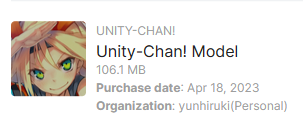 UNITY-CHAN!
Unity-Chan! Model
106.1 MB
Purchase date: Apr 18, 2023
Organization: yunhiruki(Personal)